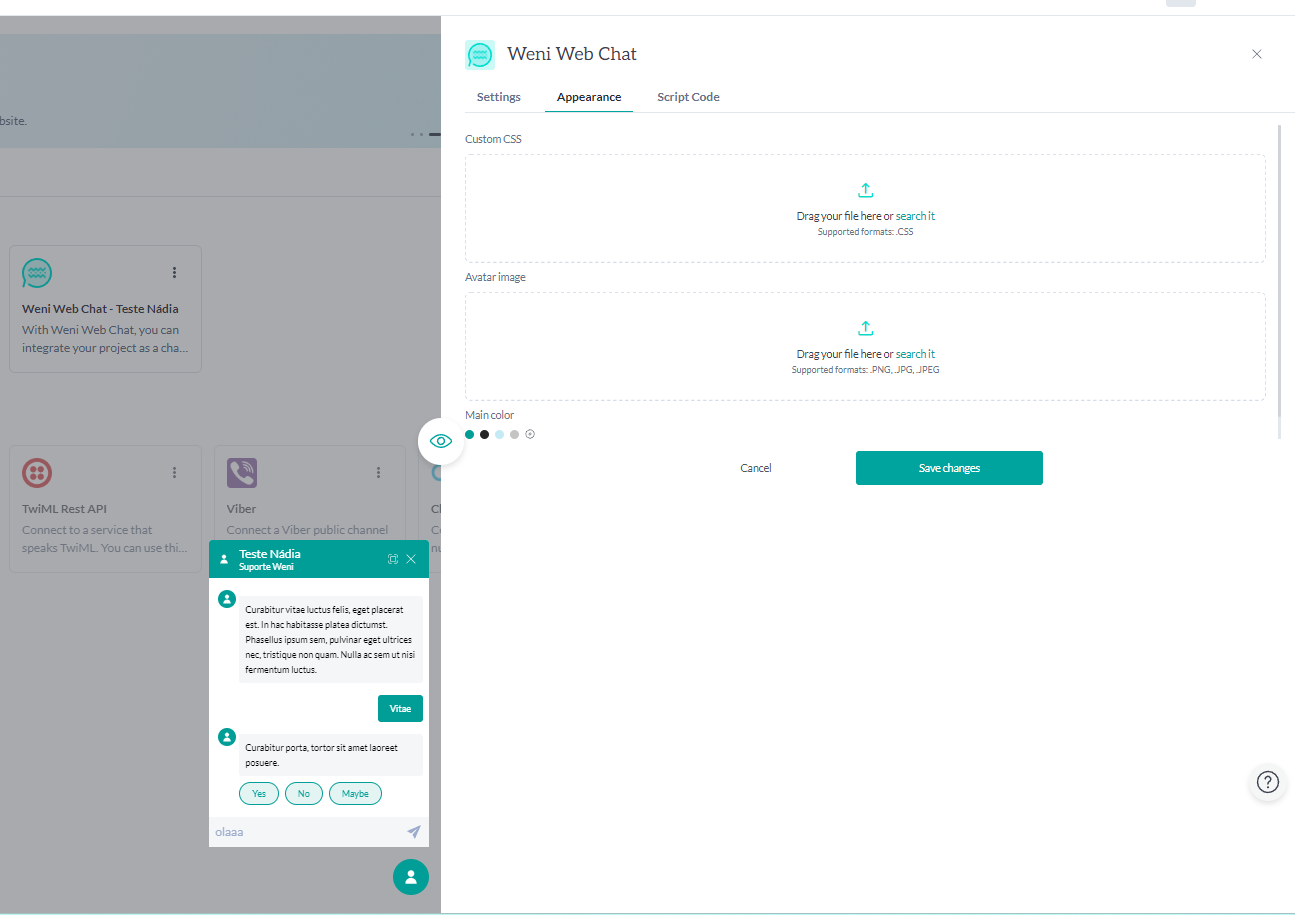 Weni Web Chat
Settings
Appearance
Script Code
Custom CSS
Drag your file here or search it
Supported formats: .CSS
Avatar image
Drag your file here or search it
Supported formats: .PNG, .JPG, .JPEG
Main color
Cancel
Save changes
Weni Web Chat - Teste Nádia
With Weni Web Chat, you can
integrate your project as a cha...
TwiML Rest API
Connect to a service that
speaks TwiML. You can use thi...
Viber
Connect a Viber public channel
Teste Nádia
Suporte Weni
Curabitur vitae luctus felis, eget placerat
est. In hac habitasse platea dictumst.
Phasellus ipsum sem, pulvinar eget ultrices
nec, tristique non quam. Nulla ac sem ut nisi
fermentum luctus.
Vitae
Curabitur porta, tortor sit amet laoreet
posuere.
Yes
No
Maybe
olaaa